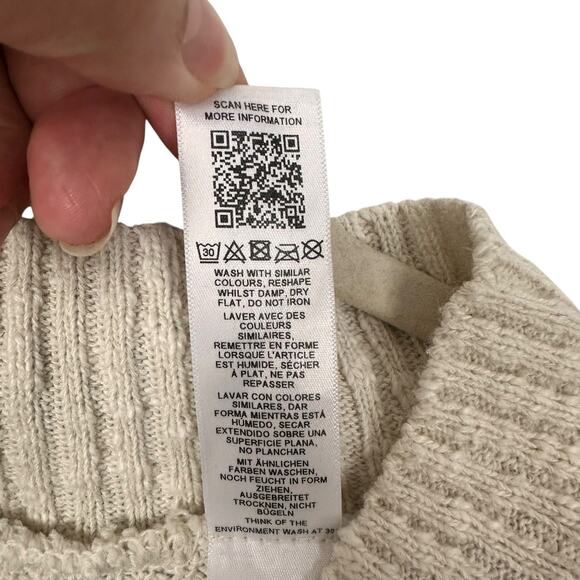 SCAN HERE FOR
MORE INFORMATION
30
WASH WITH SIMILAR
COLOURS, RESHAPE
WHILST DAMP, DRY
FLAT, DO NOT IRON
LAVER AVEC DES
COULEURS
SIMILAIRES,
REMETTRE EN FORME
LORSQUE L'ARTICLE
EST HUMIDE, SÉCHER
À PLAT, NE PAS
REPASSER
LAVAR CON COLORES
SIMILARES, DAR
FORMA MIENTRAS ESTÁ
HÚMEDO, SECAR
EXTENDIDO SOBRE UNA
SUPERFICIE PLANA,
NO PLANCHAR
MIT ÄHNLICHEN
FARBEN WASCHEN,
NOCH FEUCHT IN FORM
ZIEHEN,
AUSGEBREITET
TROCKNEN, NICHT
BÜGELN
THINK OF THE
ENVIRONMENT WASH AT 30